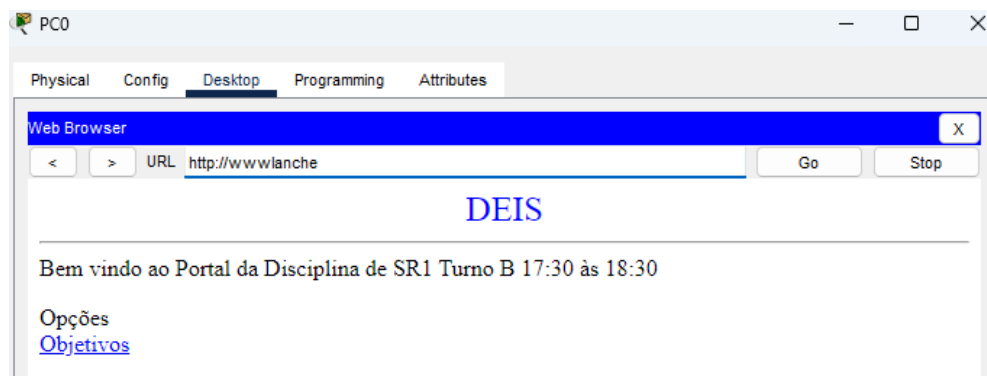 PC0
Physical Config Desktop Programming Attributes
Web Browser X
< > URL http://wwwlanche Go Stop
DEIS
Bem vindo ao Portal da Disciplina de SR1 Turno B 17:30 às 18:30
Opções
Objetivos